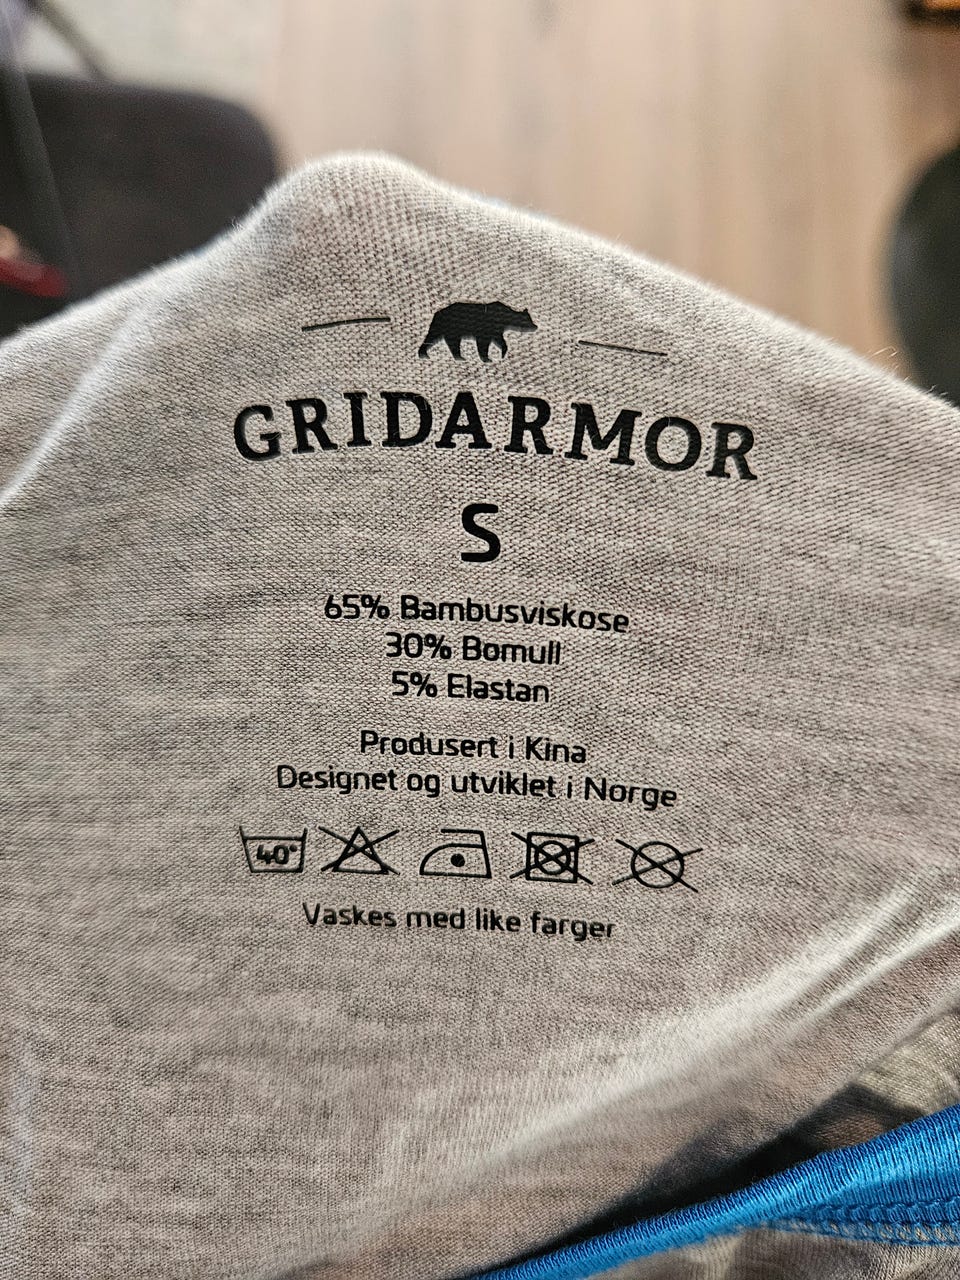 GRIDARMOR
S
65% Bambusviskose
30% Bomull
5% Elastan
Produsert i Kina
Designet og utviklet i Norge
40°
Vaskes med like farger